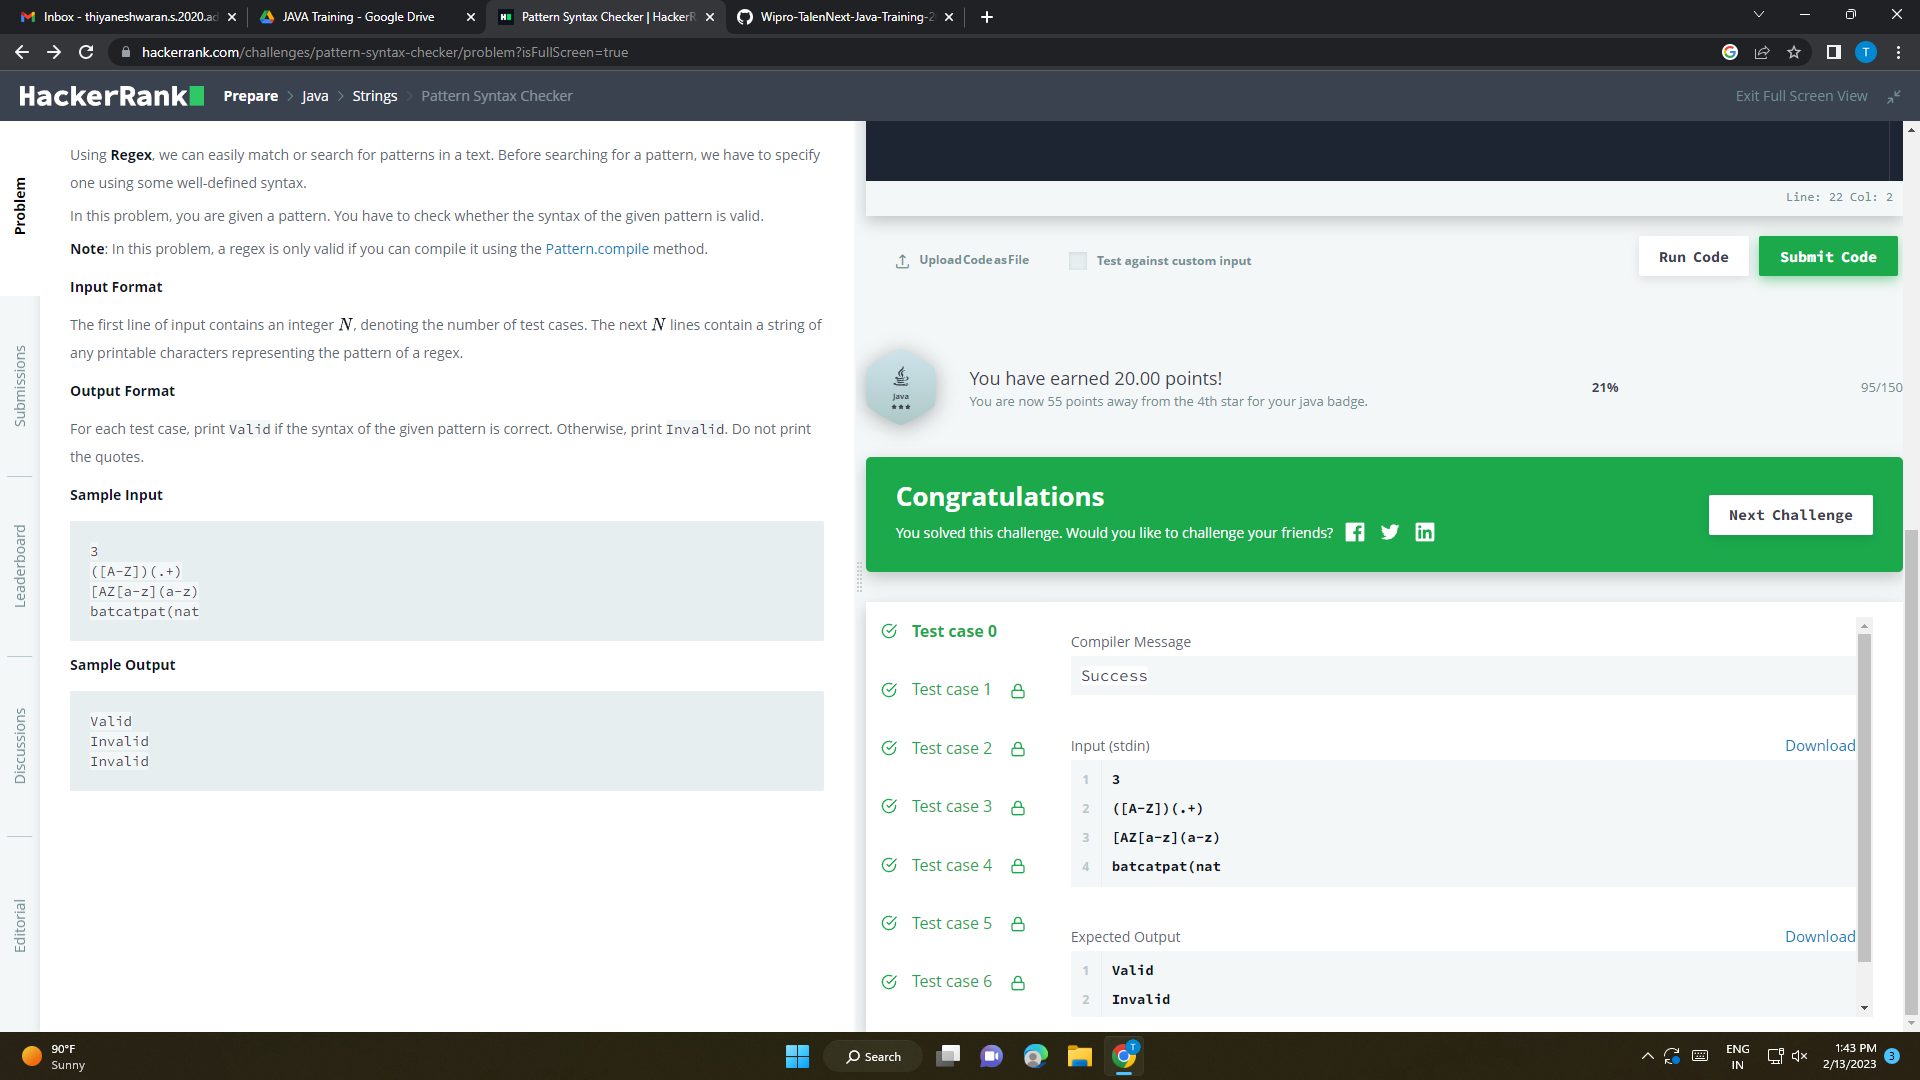 Inbox - thiyaneshwaran.s.2020.ad
JAVA Training - Google Drive
Pattern Syntax Checker | HackerR
Wipro-TalenNext-Java-Training-2
hackerrank.com/challenges/pattern-syntax-checker/problem?isFullScreen=true
T
HackerRank
Prepare > Java > Strings > Pattern Syntax Checker
Exit Full Screen View
Problem
Submissions
Leaderboard
Discussions
Editorial
Using Regex, we can easily match or search for patterns in a text. Before searching for a pattern, we have to specify
one using some well-defined syntax.
In this problem, you are given a pattern. You have to check whether the syntax of the given pattern is valid.
Note: In this problem, a regex is only valid if you can compile it using the Pattern.compile method.
Input Format
The first line of input contains an integer N, denoting the number of test cases. The next N lines contain a string of
any printable characters representing the pattern of a regex.
Output Format
For each test case, print Valid if the syntax of the given pattern is correct. Otherwise, print Invalid. Do not print
the quotes.
Sample Input
3
([A-Z])(.+)
[AZ[a-z](a-z)
batcatpat(nat
Sample Output
Valid
Invalid
Invalid
Line: 22 Col: 2
Upload Code as File
Test against custom input
Run Code
Submit Code
Java
You have earned 20.00 points!
You are now 55 points away from the 4th star for your java badge.
21%
95/150
Congratulations
You solved this challenge. Would you like to challenge your friends?
Next Challenge
Test case 0
Test case 1
Test case 2
Test case 3
Test case 4
Test case 5
Test case 6
Compiler Message
Success
Input (stdin)
Download
1 3
2 ([A-Z])(.+)
3 [AZ[a-z](a-z)
4 batcatpat(nat
Expected Output
Download
1 Valid
2 Invalid
90°F
Sunny
Search
T
ENG
IN
1:43 PM
2/13/2023
3